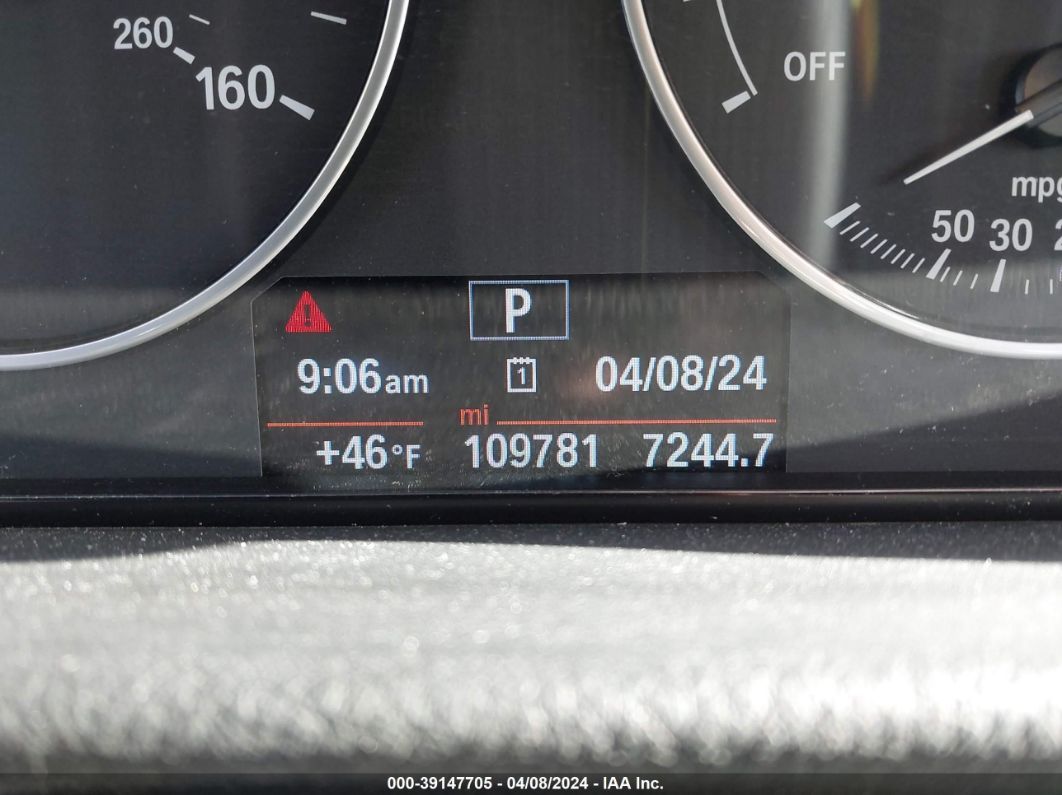 260
160
OFF
mpg
50 30
P
9:06am 1 04/08/24
mi
+46°F 109781 7244.7
000-39147705 - 04/08/2024 - IAA Inc.